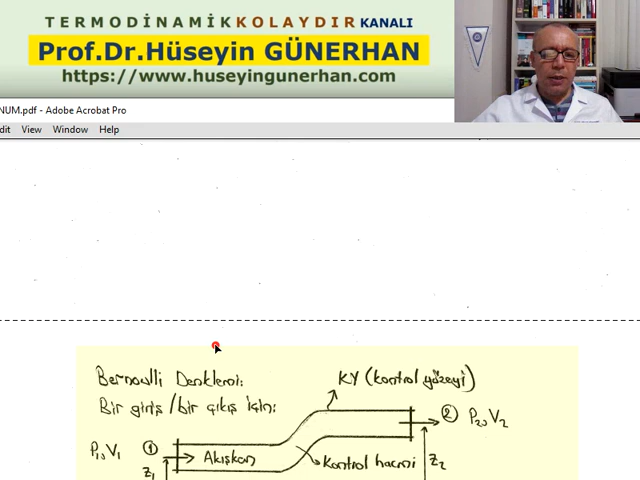 TERMODİNAMİKKOLAYDIR KANALI
Prof.Dr.Hüseyin GÜNERHAN
https://www.huseyingunerhan.com
NUM.pdf - Adobe Acrobat Pro
dit View Window Help
Bernoulli Denklemi:
KY (kontrol yüzeyi)
Bir giriş / bir çıkış için:
② P₂, V₂
P₁, V₁ ①
Akışkan
Kontrol hacmi
Z₁
Z₂